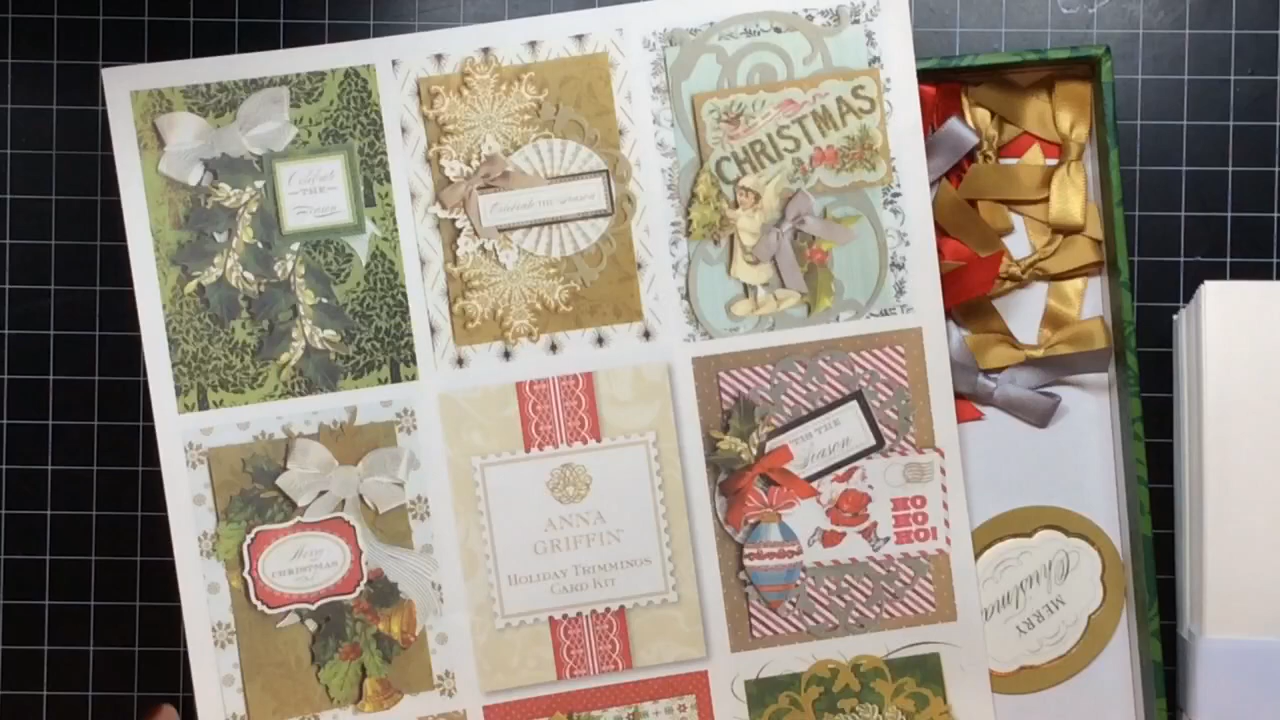 Celebrate
THE
Season
Celebrate THE Season
CHRISTMAS
Merry
CHRISTMAS
ANNA
GRIFFIN
HOLIDAY TRIMMINGS
CARD KIT
'TIS THE
Season
HO
HO
HO!
MERRY
Christmas